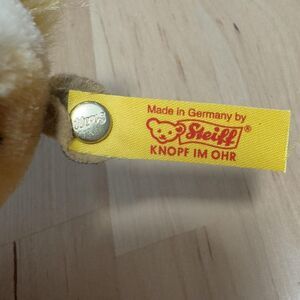 Made in Germany by
Steiff®
KNOPF IM OHR